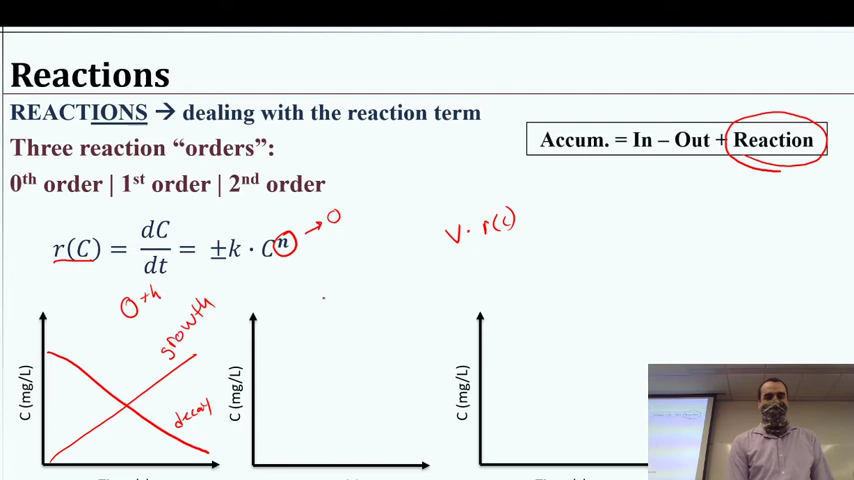 Reactions
REACTIONS → dealing with the reaction term
Accum. = In – Out + Reaction
Three reaction “orders”:
0th order | 1st order | 2nd order
r(C) = dC/dt = ±k · Cⁿ → 0
V · r(C)
0th
growth
decay
C (mg/L)
C (mg/L)
C (mg/L)